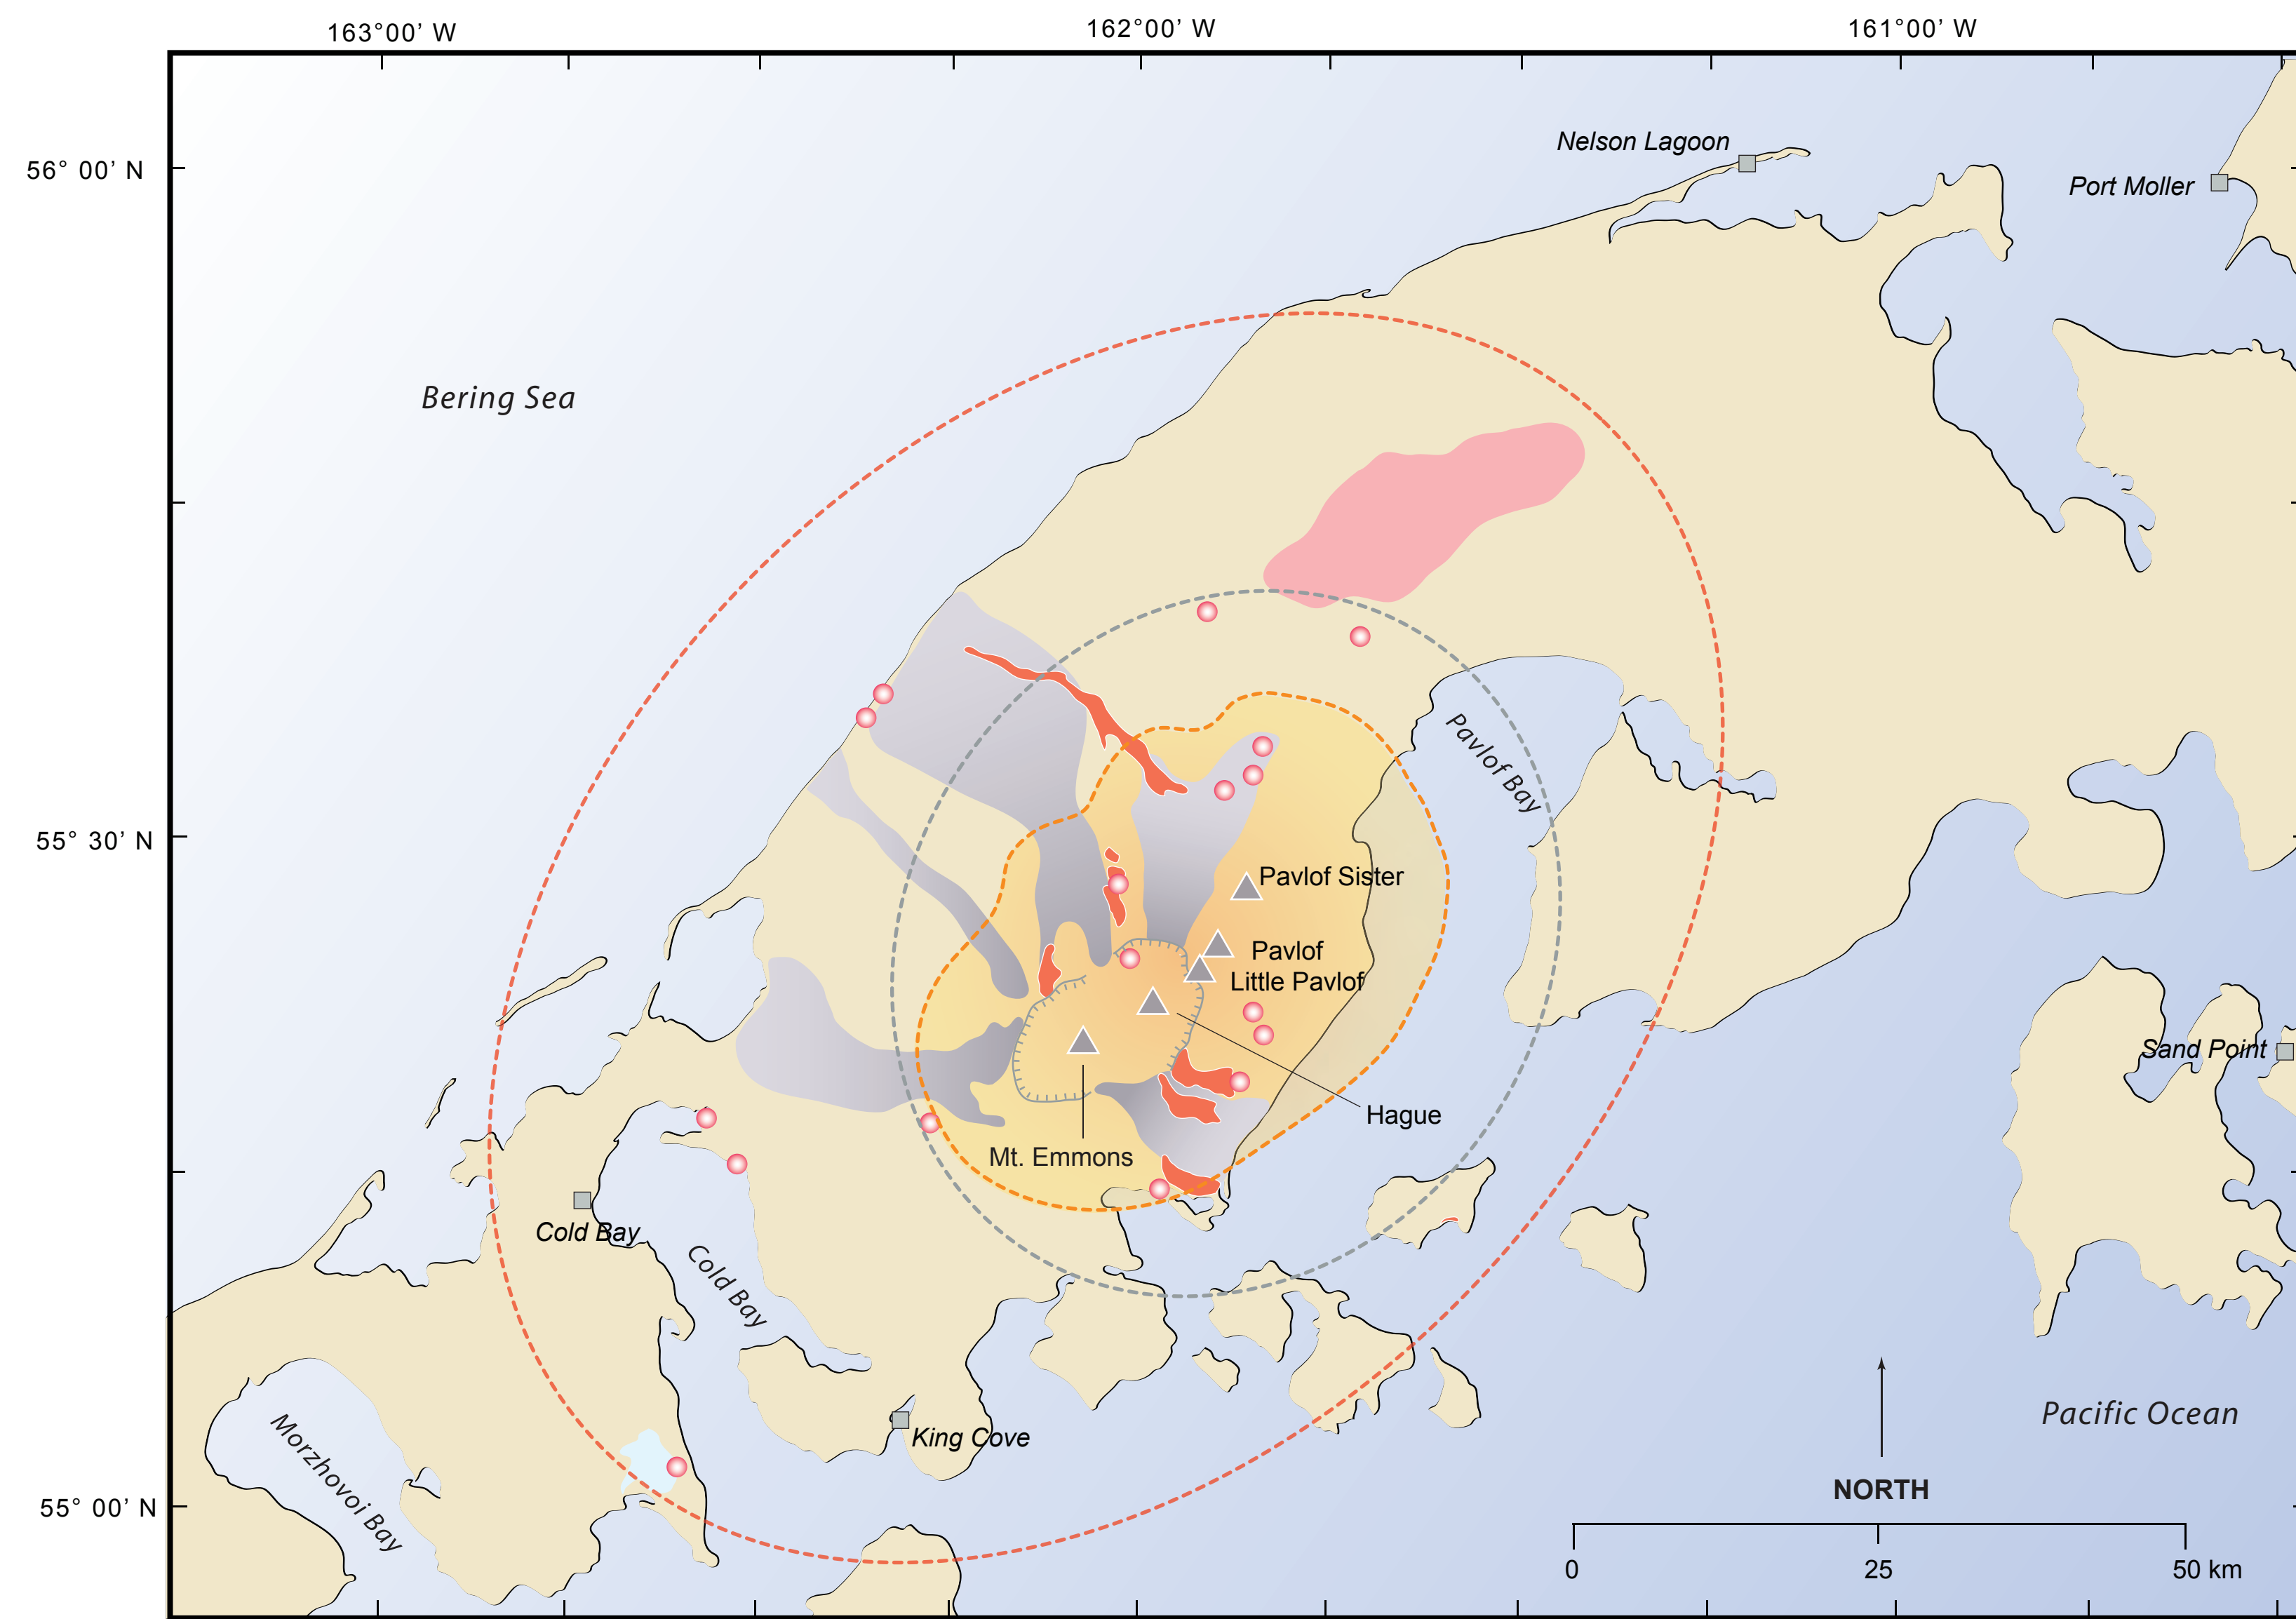 163°00’ W
162°00’ W
161°00’ W
56° 00’ N
Nelson Lagoon
Port Moller
Bering Sea
Pavlof Bay
55° 30’ N
Pavlof Sister
Pavlof
Little Pavlof
Sand Point
Hague
Mt. Emmons
Cold Bay
Cold Bay
King Cove
Morzhovoi Bay
Pacific Ocean
NORTH
55° 00’ N
0
25
50 km